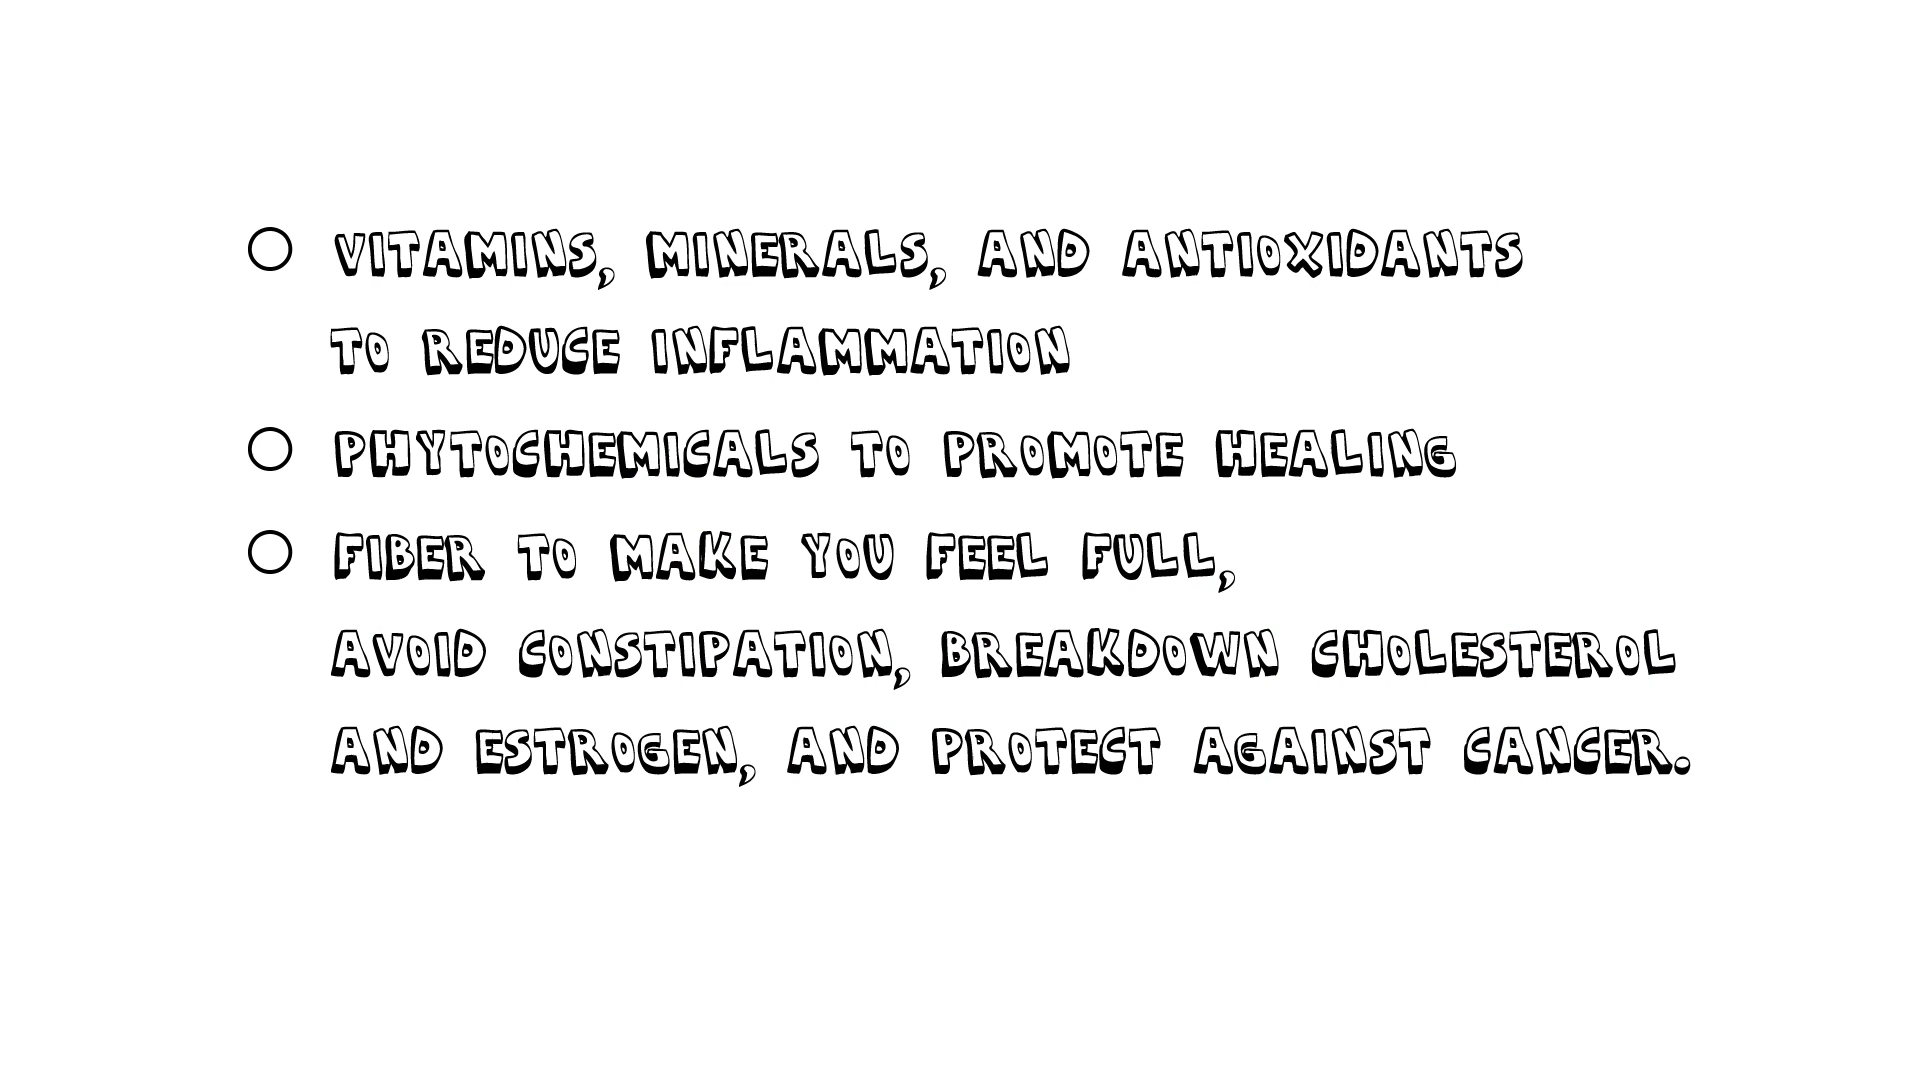 ○ VITAMINS, MINERALS, AND ANTIOXIDANTS
TO REDUCE INFLAMMATION
○ PHYTOCHEMICALS TO PROMOTE HEALING
○ FIBER TO MAKE YOU FEEL FULL,
AVOID CONSTIPATION, BREAKDOWN CHOLESTEROL
AND ESTROGEN, AND PROTECT AGAINST CANCER.